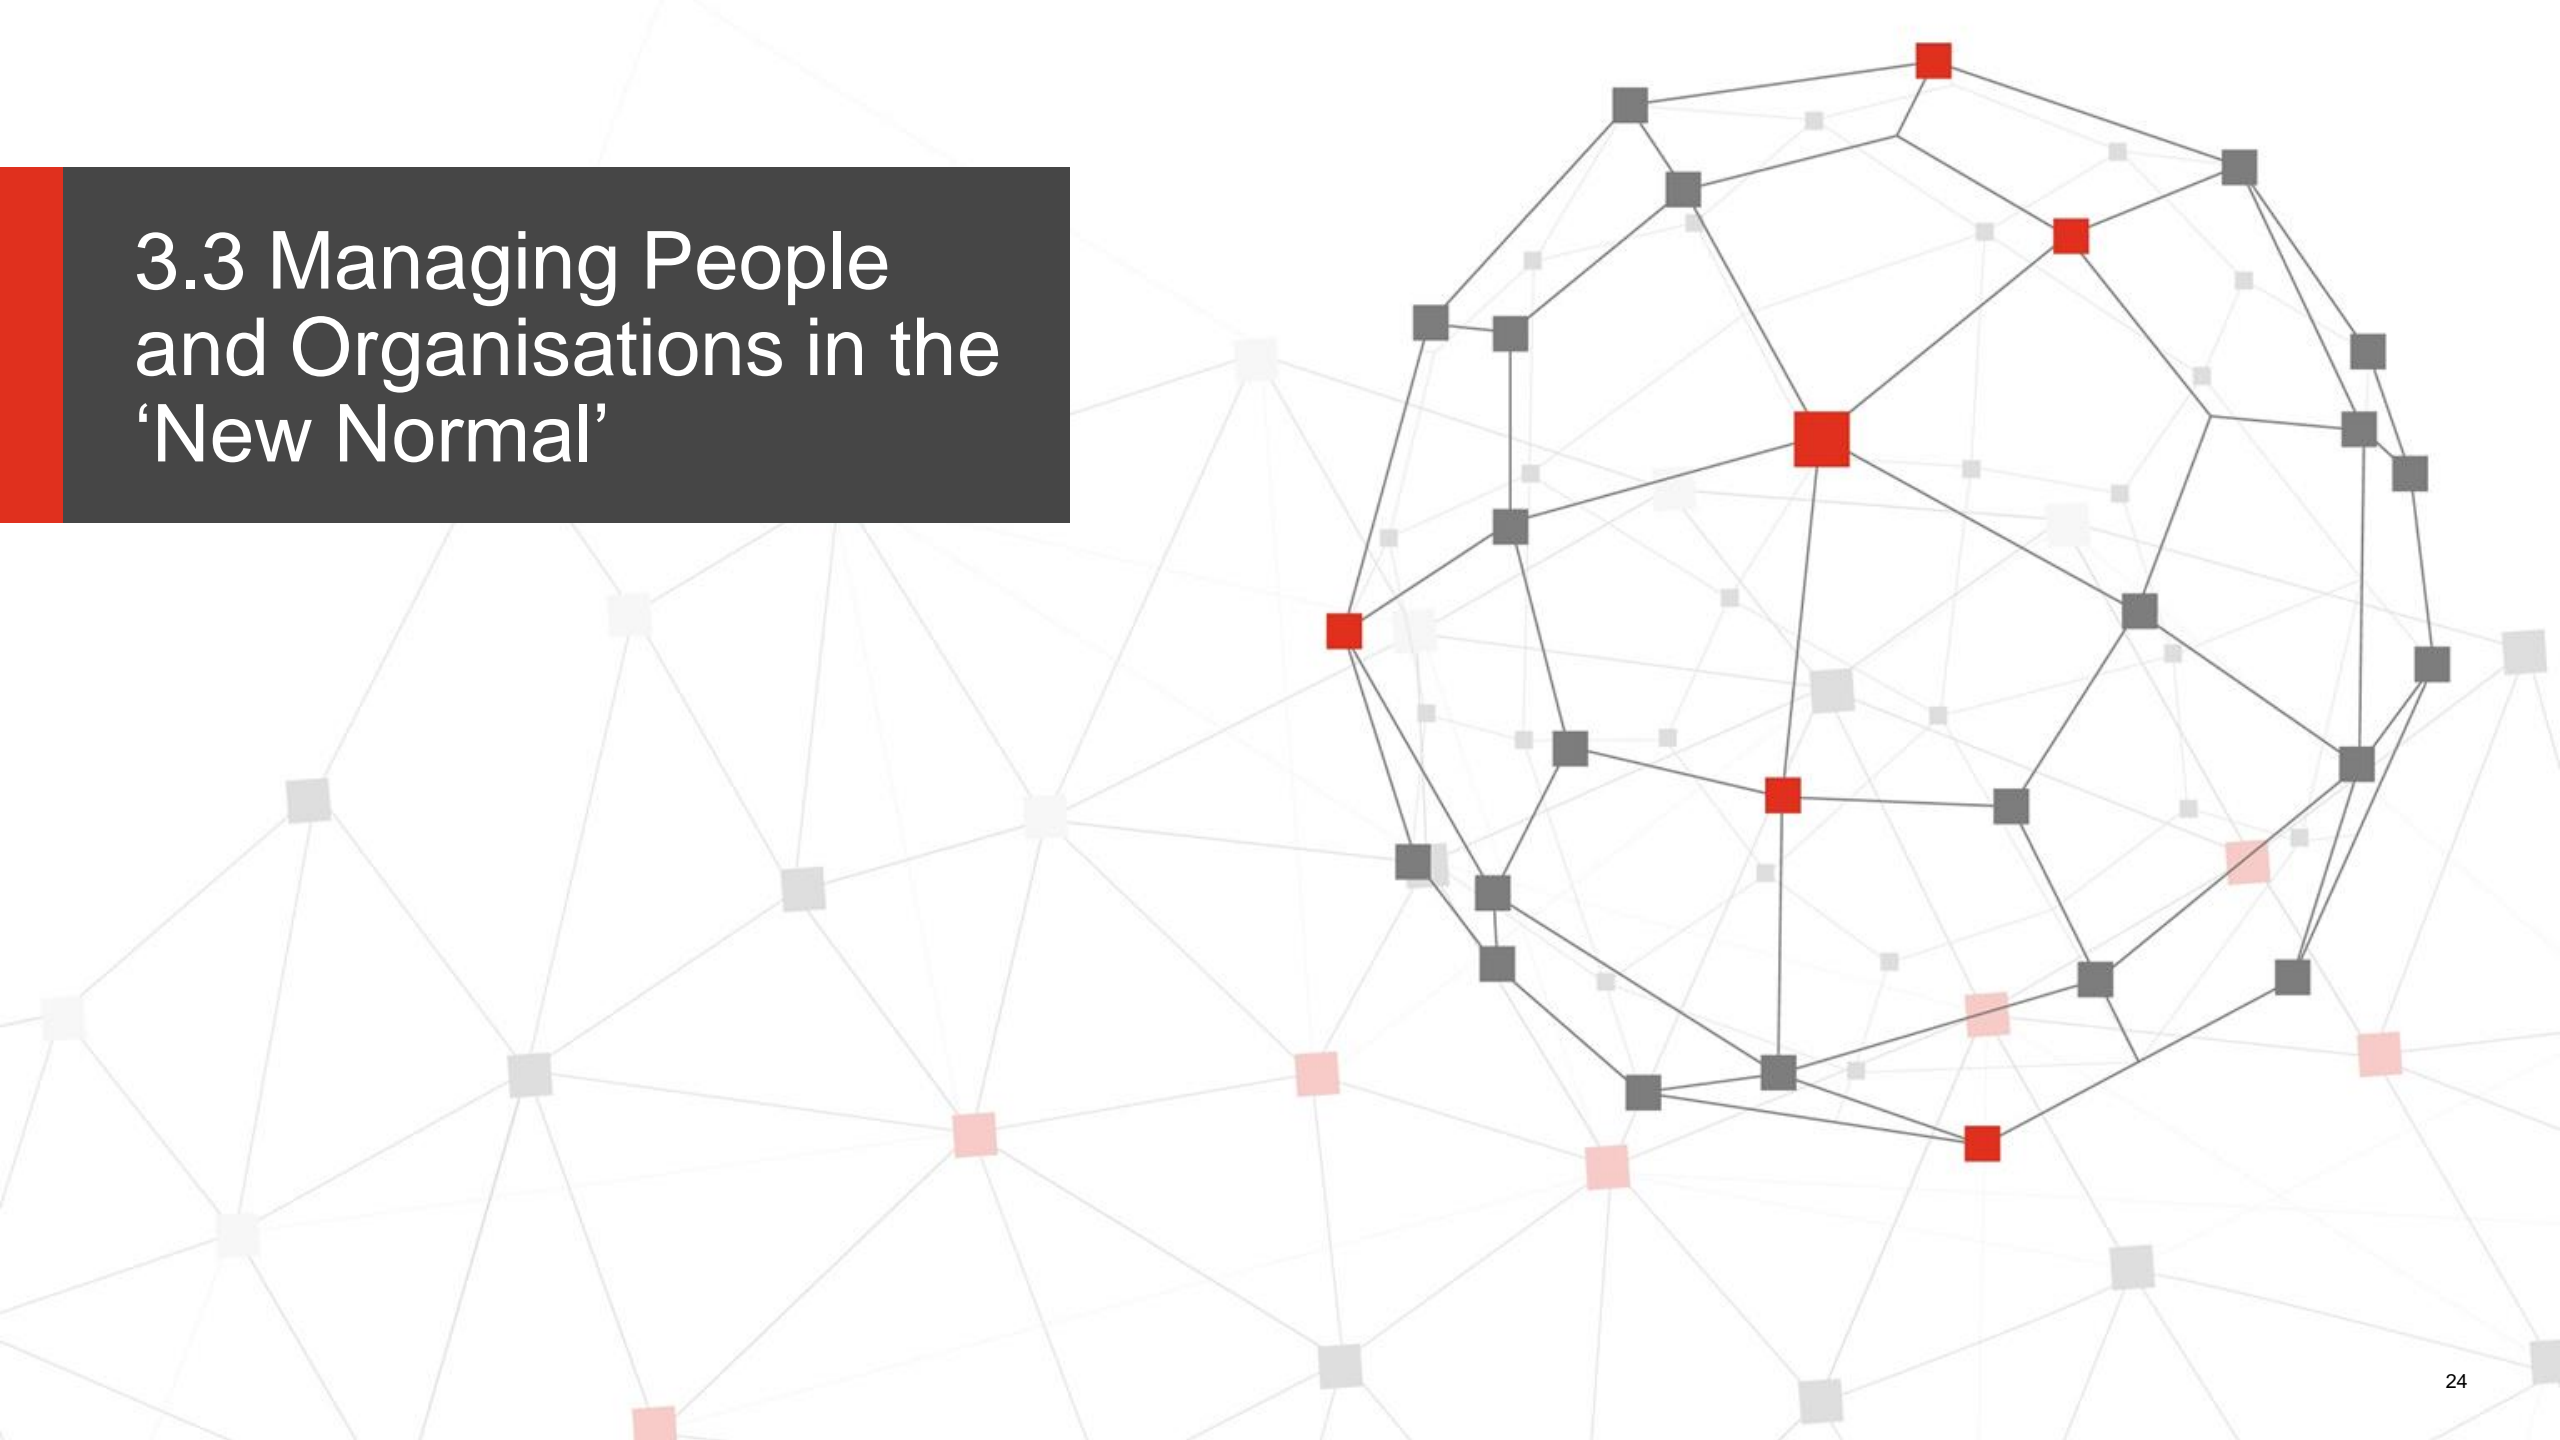 3.3 Managing People
and Organisations in the
‘New Normal’
24